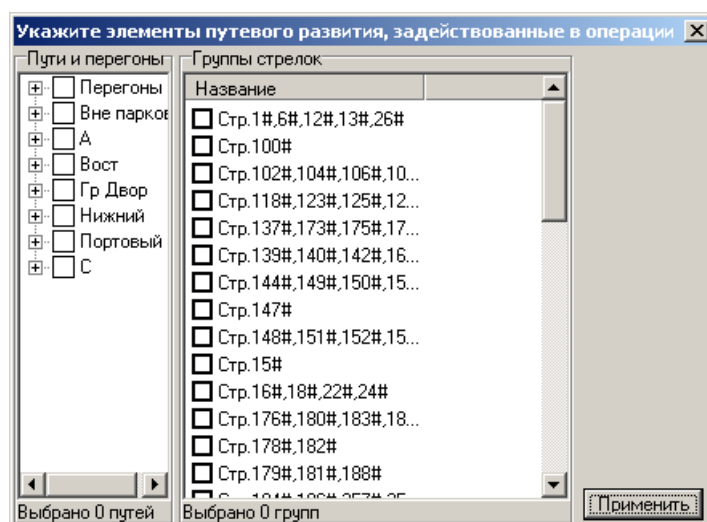 Укажите элементы путевого развития, задействованные в операции
Пути и перегоны
Перегоны
Вне парков
А
Вост
Гр Двор
Нижний
Портовый
С
Выбрано 0 путей
Группы стрелок
Название
Стр.1#,6#,12#,13#,26#
Стр.100#
Стр.102#,104#,106#,10...
Стр.118#,123#,125#,12...
Стр.137#,173#,175#,17...
Стр.139#,140#,142#,16...
Стр.144#,149#,150#,15...
Стр.147#
Стр.148#,151#,152#,15...
Стр.15#
Стр.16#,18#,22#,24#
Стр.176#,180#,183#,18...
Стр.178#,182#
Стр.179#,181#,188#
Выбрано 0 групп
Применить